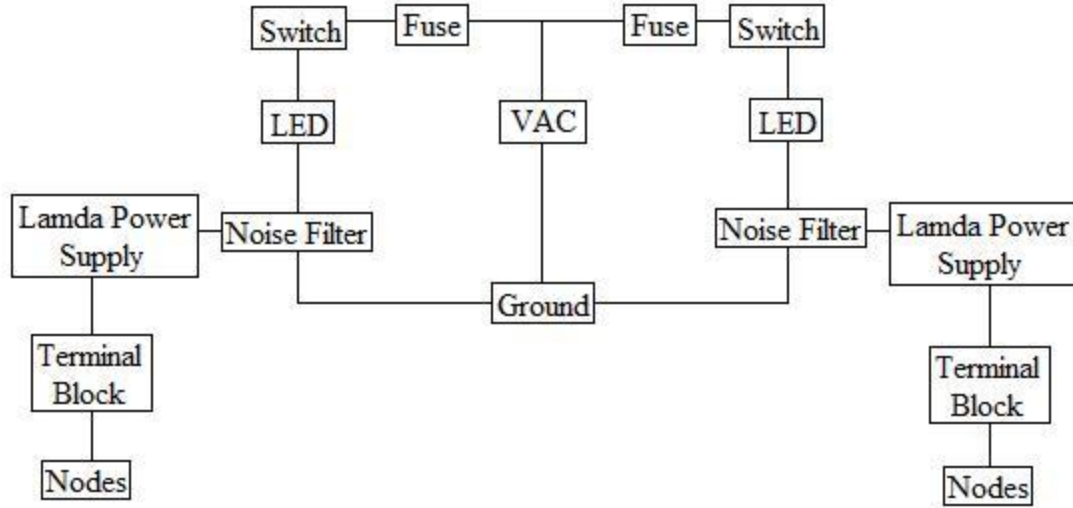 Switch
Fuse
Fuse
Switch
LED
VAC
LED
Lamda Power
Supply
Noise Filter
Noise Filter
Lamda Power
Supply
Ground
Terminal
Block
Terminal
Block
Nodes
Nodes